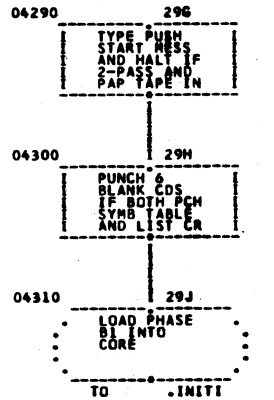 04290 29G
TYPE PUSH
START MESS
AND HALT IF
2-PASS AND
PAP TAPE IN
04300 29H
PUNCH 6
BLANK CDS
IF BOTH PCH
SYMB TABLE
AND LIST CR
04310 29J
LOAD PHASE
B1 INTO
CORE
TO .INIT1